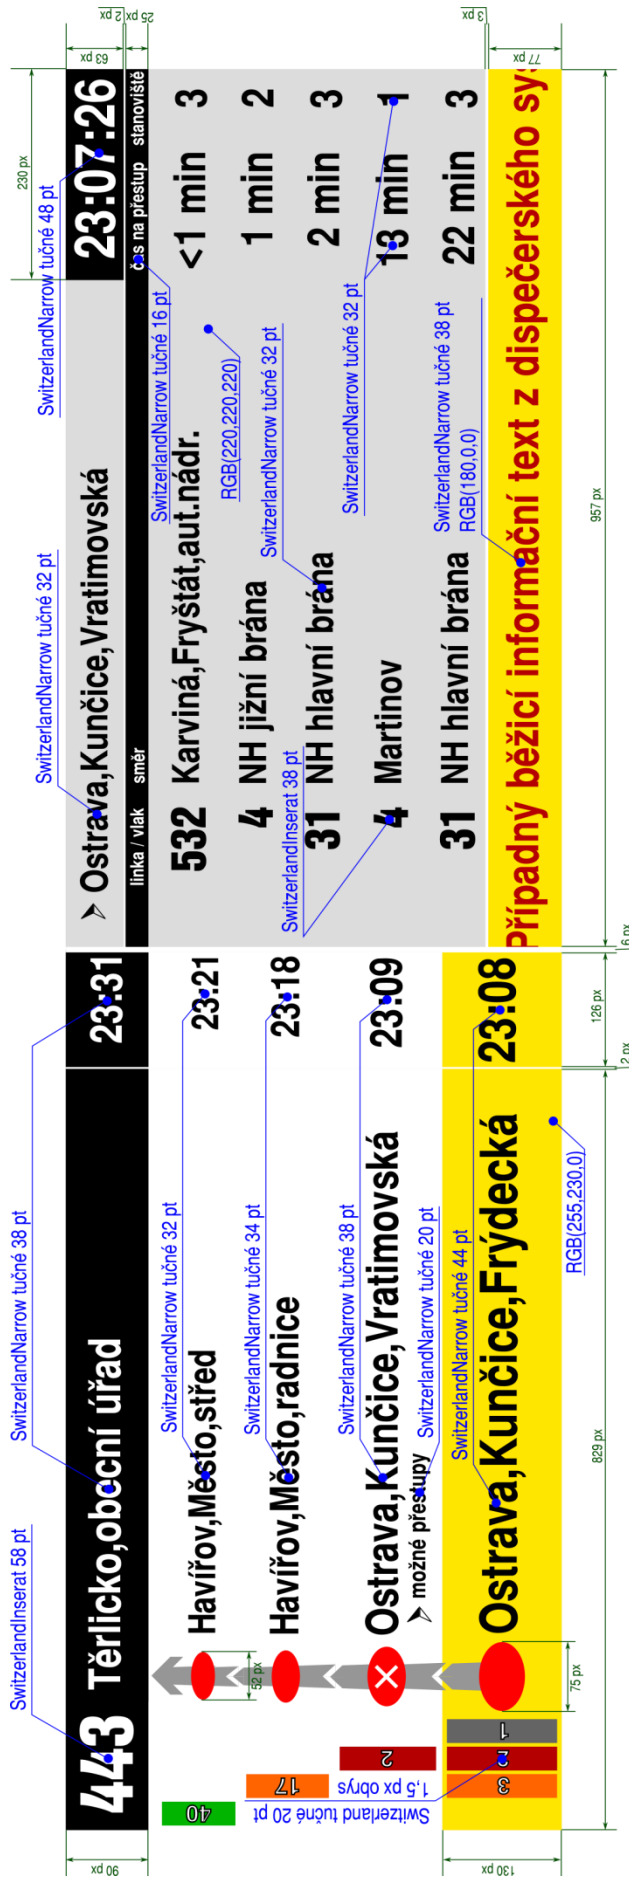 SwitzerlandInserat 58 pt
SwitzerlandNarrow tučné 38 pt
443 Těrlicko,obecní úřad 23:31
90 px
SwitzerlandNarrow tučné 32 pt
40
Havířov,Město,střed 23:21
52 px
SwitzerlandNarrow tučné 34 pt
17
Havířov,Město,radnice 23:18
SwitzerlandNarrow tučné 38 pt
2
Ostrava,Kunčice,Vratimovská 23:09
možné přestupy
SwitzerlandNarrow tučné 20 pt
Switzerland tučné 20 pt 1,5 px obrys
SwitzerlandNarrow tučné 44 pt
3 2 1
Ostrava,Kunčice,Frýdecká 23:08
130 px
75 px
RGB(255,230,0)
829 px
2 px
126 px
6 px
SwitzerlandNarrow tučné 32 pt
SwitzerlandNarrow tučné 48 pt
230 px
Ostrava,Kunčice,Vratimovská 23:07:26
63 px
2 px
25 px
linka / vlak směr čas na přestup stanoviště
SwitzerlandNarrow tučné 16 pt
532 Karviná,Fryštát,aut.nádr. <1 min 3
RGB(220,220,220)
4 NH jižní brána 1 min 2
SwitzerlandNarrow tučné 32 pt
SwitzerlandInserat 38 pt
31 NH hlavní brána 2 min 3
SwitzerlandNarrow tučné 32 pt
4 Martinov 13 min 1
31 NH hlavní brána 22 min 3
SwitzerlandNarrow tučné 38 pt
RGB(180,0,0)
3 px
Případný běžicí informační text z dispečerského sy
77 px
957 px